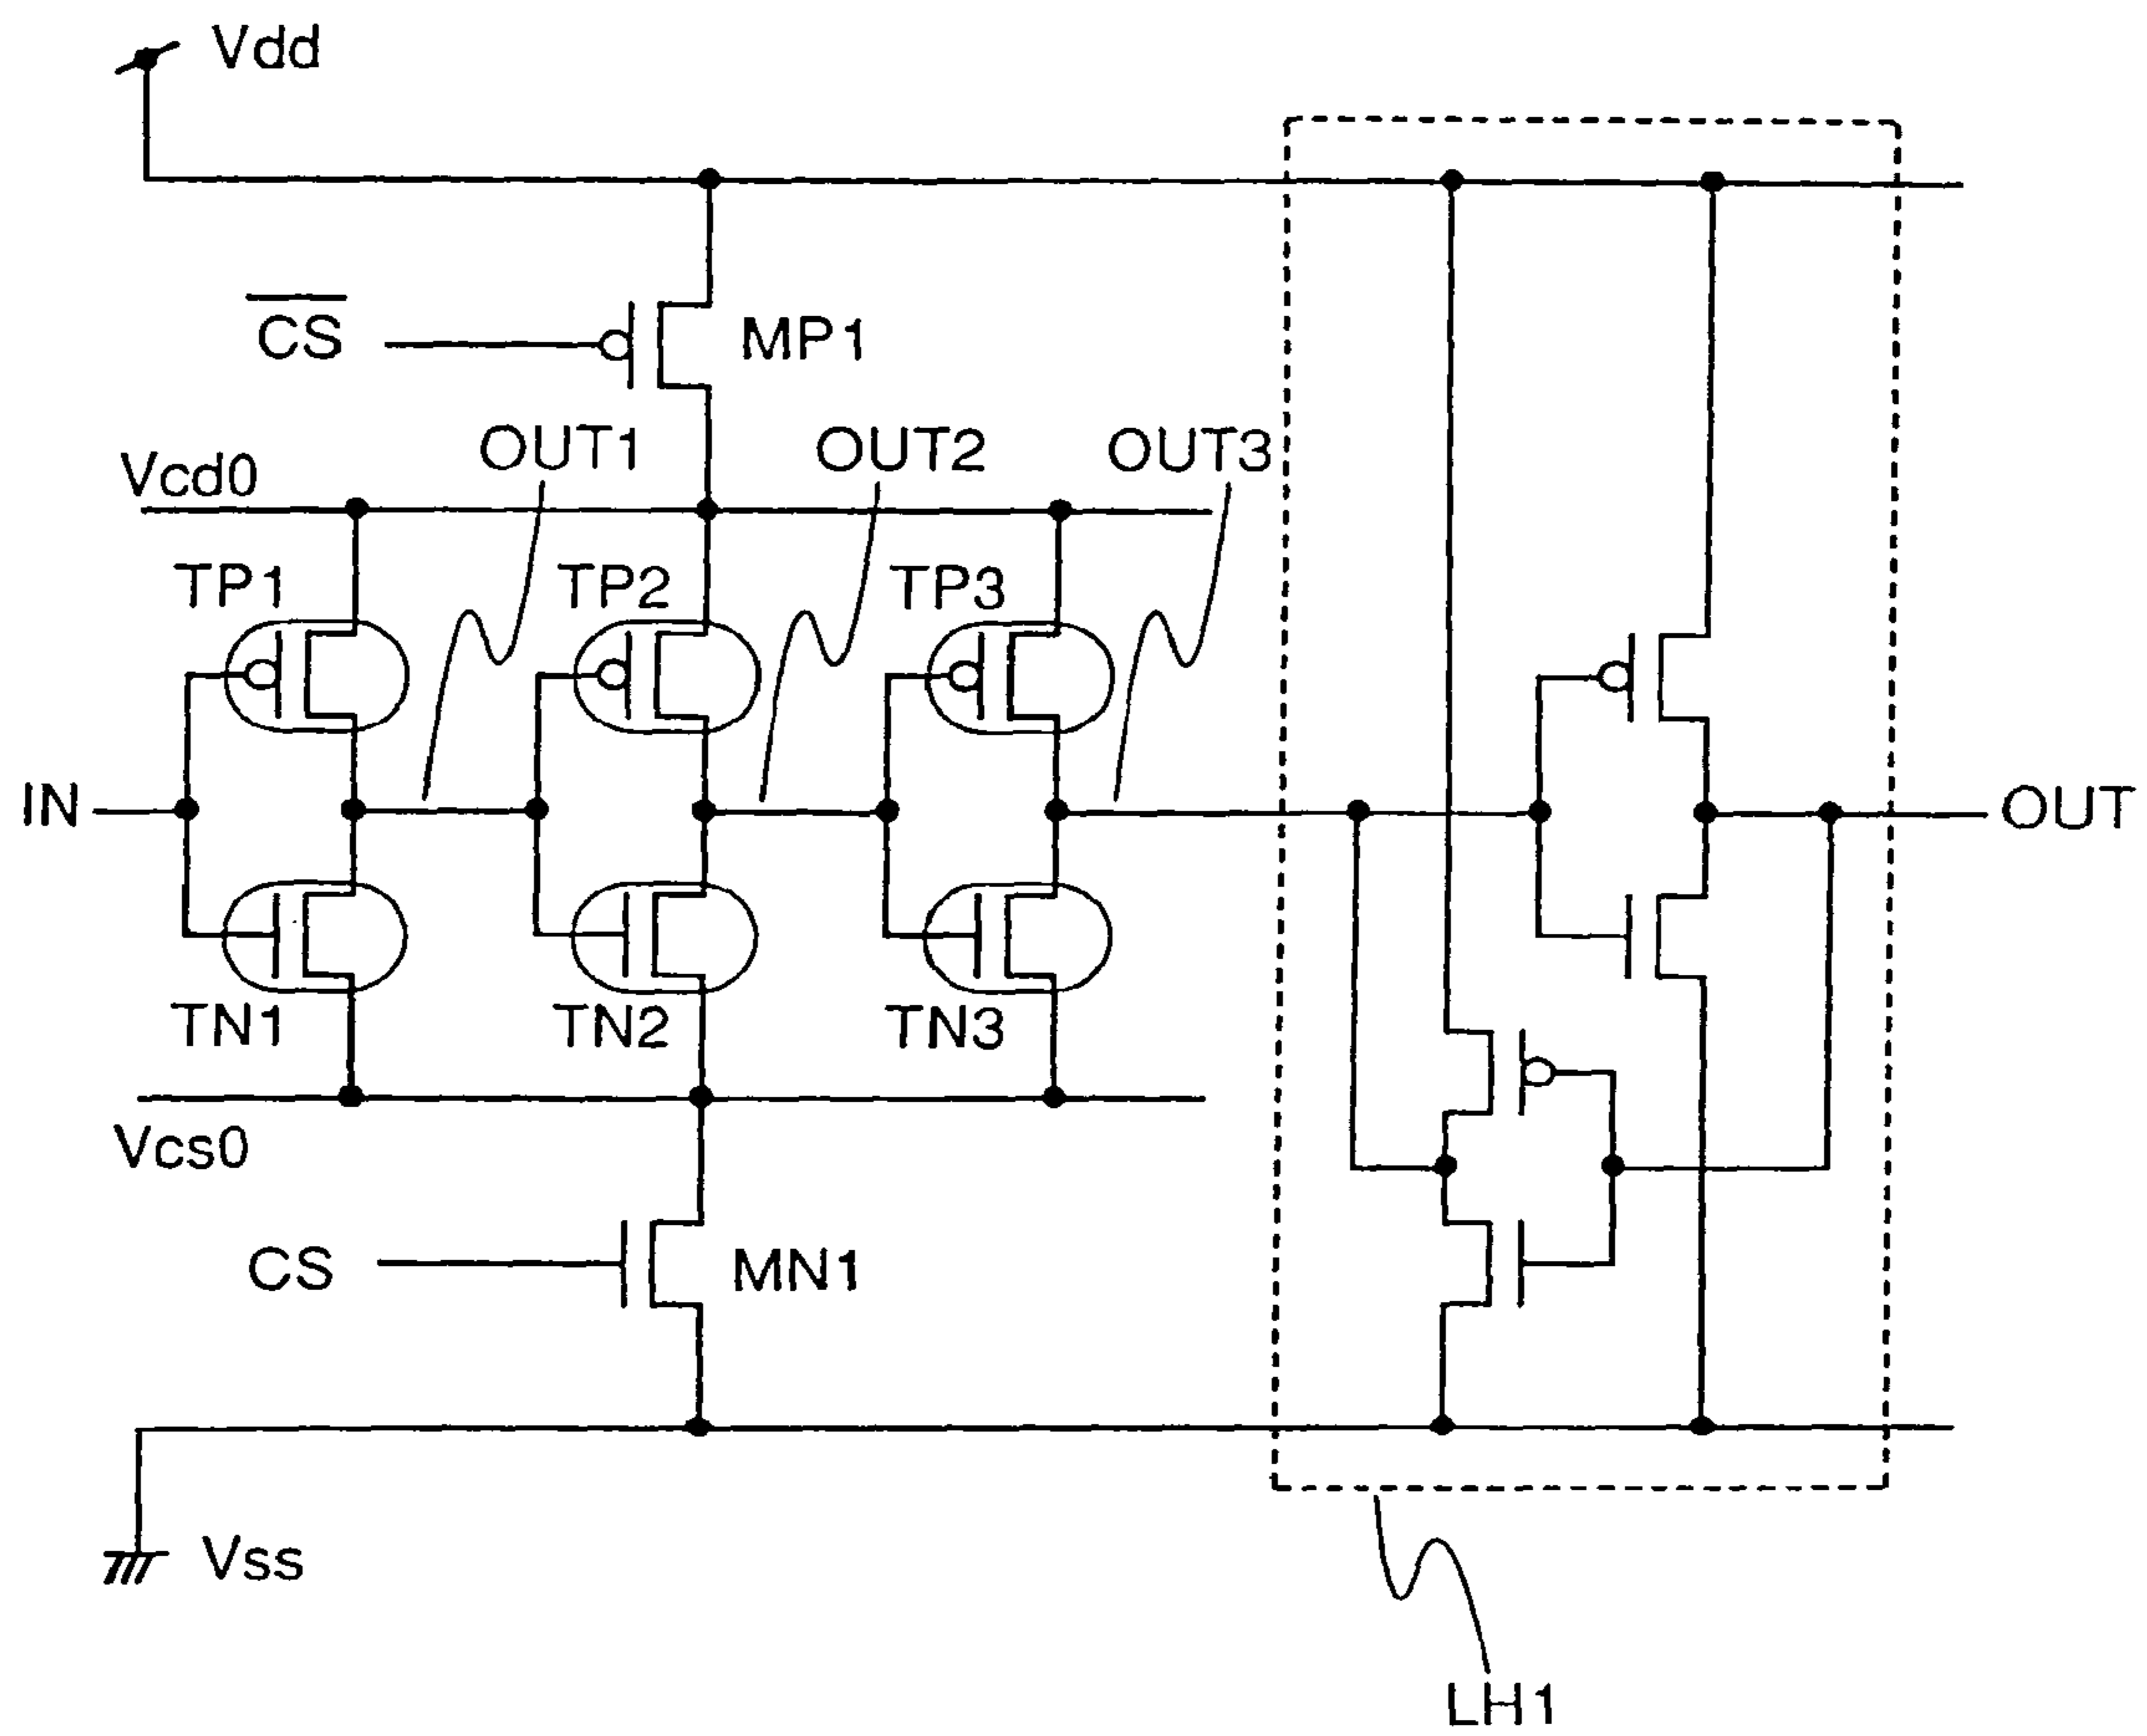 Vdd
CS
MP1
OUT1
OUT2
OUT3
Vcd0
TP1
TP2
TP3
IN
OUT
TN1
TN2
TN3
Vcs0
CS
MN1
Vss
LH1